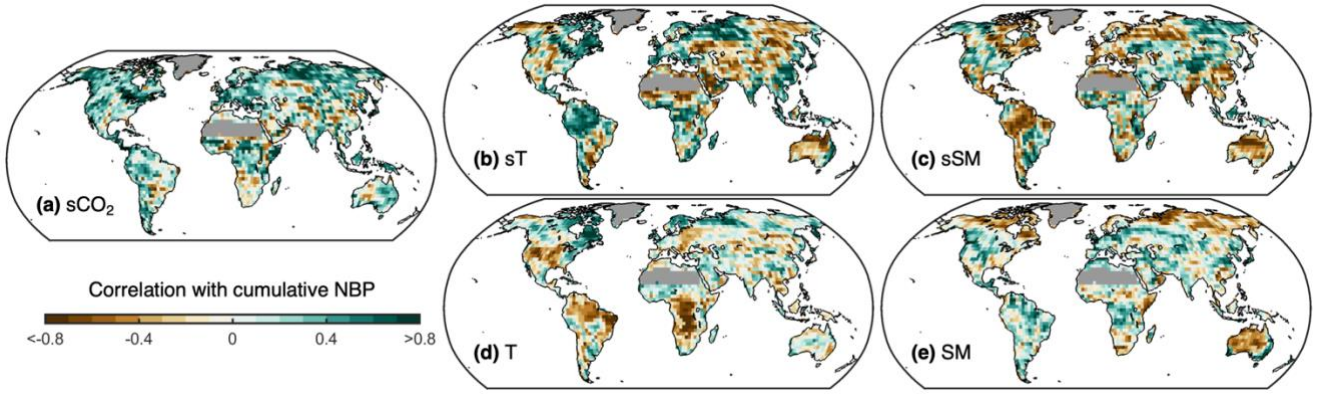 (a) sCO₂
(b) sT
(c) sSM
Correlation with cumulative NBP
<-0.8 -0.4 0 0.4 >0.8
(d) T
(e) SM